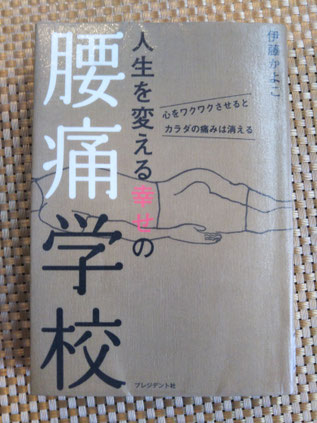 伊藤かよこ
心をワクワクさせると
カラダの痛みは消える
人生を変える幸せの
腰痛学校
プレジデント社